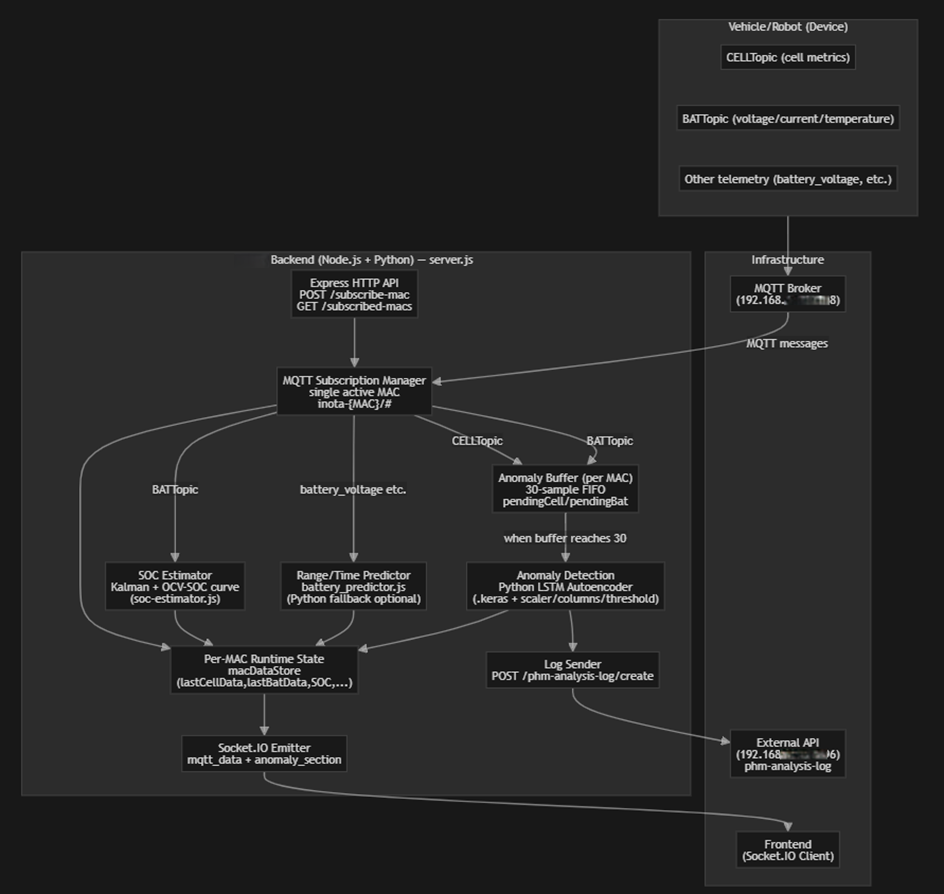 Vehicle/Robot (Device)
CELLTopic (cell metrics)
BATTopic (voltage/current/temperature)
Other telemetry (battery_voltage, etc.)
Backend (Node.js + Python) — server.js
Express HTTP API
POST /subscribe-mac
GET /subscribed-macs
Infrastructure
MQTT Broker
(192.168. 8)
MQTT messages
MQTT Subscription Manager
single active MAC
inota-{MAC}/#
CELLTopic
BATTopic
BATTopic
battery_voltage etc.
Anomaly Buffer (per MAC)
30-sample FIFO
pendingCell/pendingBat
when buffer reaches 30
SOC Estimator
Kalman + OCV-SOC curve
(soc-estimator.js)
Range/Time Predictor
battery_predictor.js
(Python fallback optional)
Anomaly Detection
Python LSTM Autoencoder
(.keras + scaler/columns/threshold)
Per-MAC Runtime State
macDataStore
(lastCellData,lastBatData,SOC,...)
Log Sender
POST /phm-analysis-log/create
Socket.IO Emitter
mqtt_data + anomaly_section
External API
(192.168 6)
phm-analysis-log
Frontend
(Socket.IO Client)